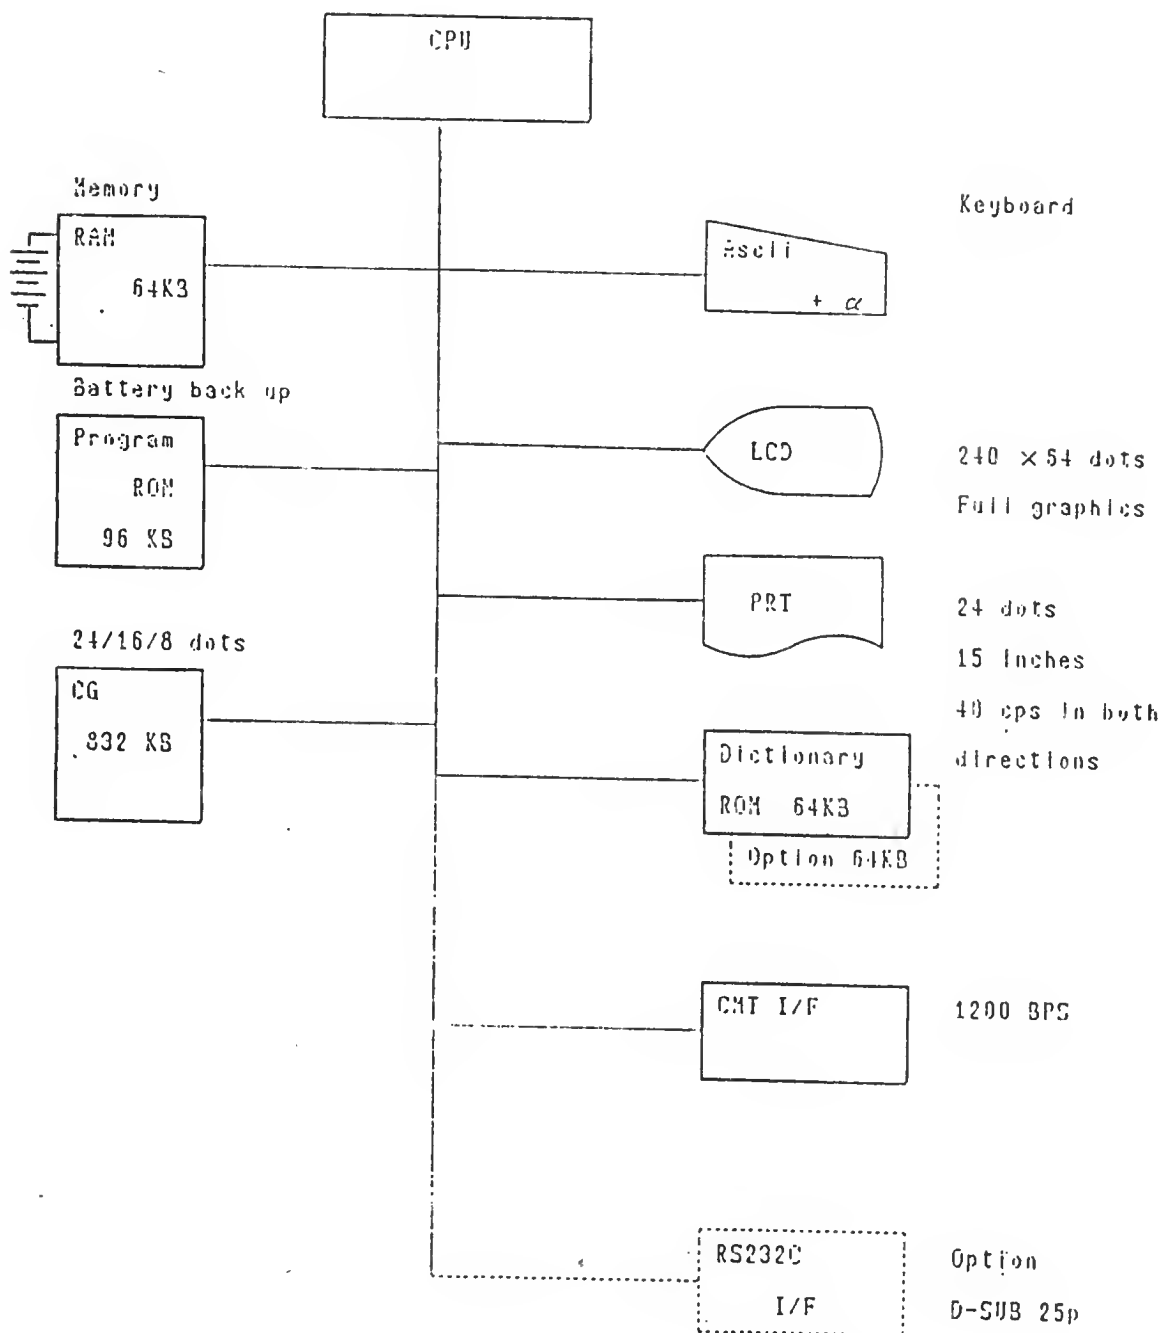 CPU
Memory
RAM
64KB
Battery back up
Program
ROM
96 KB
24/16/8 dots
CG
832 KB
Keyboard
Ascii
+ α
LCD
240 × 64 dots
Full graphics
PRT
24 dots
15 inches
40 cps in both
directions
Dictionary
ROM 64KB
Option 64KB
CMT I/F
1200 BPS
RS232C
I/F
Option
D-SUB 25p